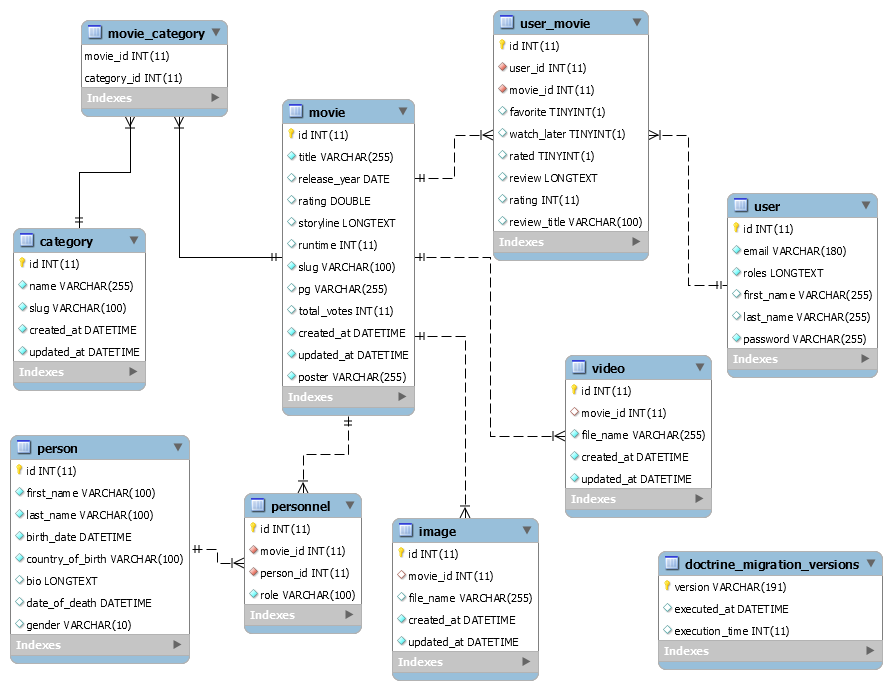 movie_category
movie_id INT(11)
category_id INT(11)
Indexes
user_movie
id INT(11)
user_id INT(11)
movie_id INT(11)
favorite TINYINT(1)
watch_later TINYINT(1)
rated TINYINT(1)
review LONGTEXT
rating INT(11)
review_title VARCHAR(100)
Indexes
movie
id INT(11)
title VARCHAR(255)
release_year DATE
rating DOUBLE
storyline LONGTEXT
runtime INT(11)
slug VARCHAR(100)
pg VARCHAR(255)
total_votes INT(11)
created_at DATETIME
updated_at DATETIME
poster VARCHAR(255)
Indexes
user
id INT(11)
email VARCHAR(180)
roles LONGTEXT
first_name VARCHAR(255)
last_name VARCHAR(255)
password VARCHAR(255)
Indexes
category
id INT(11)
name VARCHAR(255)
slug VARCHAR(100)
created_at DATETIME
updated_at DATETIME
Indexes
video
id INT(11)
movie_id INT(11)
file_name VARCHAR(255)
created_at DATETIME
updated_at DATETIME
Indexes
person
id INT(11)
first_name VARCHAR(100)
last_name VARCHAR(100)
birth_date DATETIME
country_of_birth VARCHAR(100)
bio LONGTEXT
date_of_death DATETIME
gender VARCHAR(10)
Indexes
personnel
id INT(11)
movie_id INT(11)
person_id INT(11)
role VARCHAR(100)
Indexes
image
id INT(11)
movie_id INT(11)
file_name VARCHAR(255)
created_at DATETIME
updated_at DATETIME
Indexes
doctrine_migration_versions
version VARCHAR(191)
executed_at DATETIME
execution_time INT(11)
Indexes